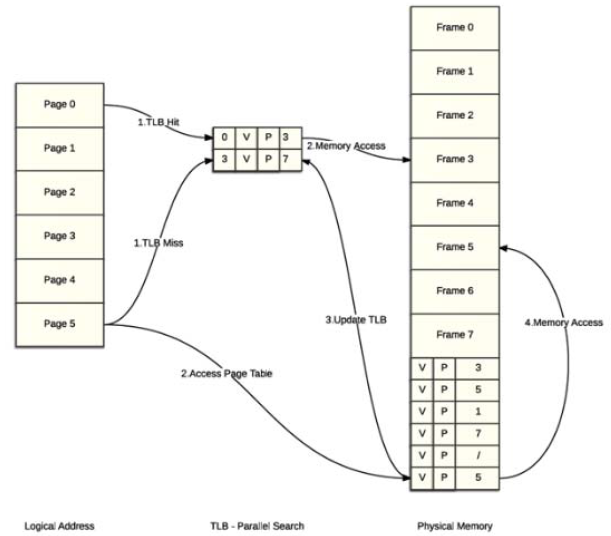 Frame 0
Frame 1
Page 0
1.TLB Hit
Frame 2
0 V P 3
2.Memory Access
Page 1
3 V P 7
Frame 3
Page 2
Frame 4
Page 3
1.TLB Miss
Frame 5
Page 4
Frame 6
Page 5
3.Update TLB
4.Memory Access
Frame 7
2.Access Page Table
V P 3
V P 5
V P 1
V P 7
V P /
V P 5
Logical Address
TLB - Parallel Search
Physical Memory